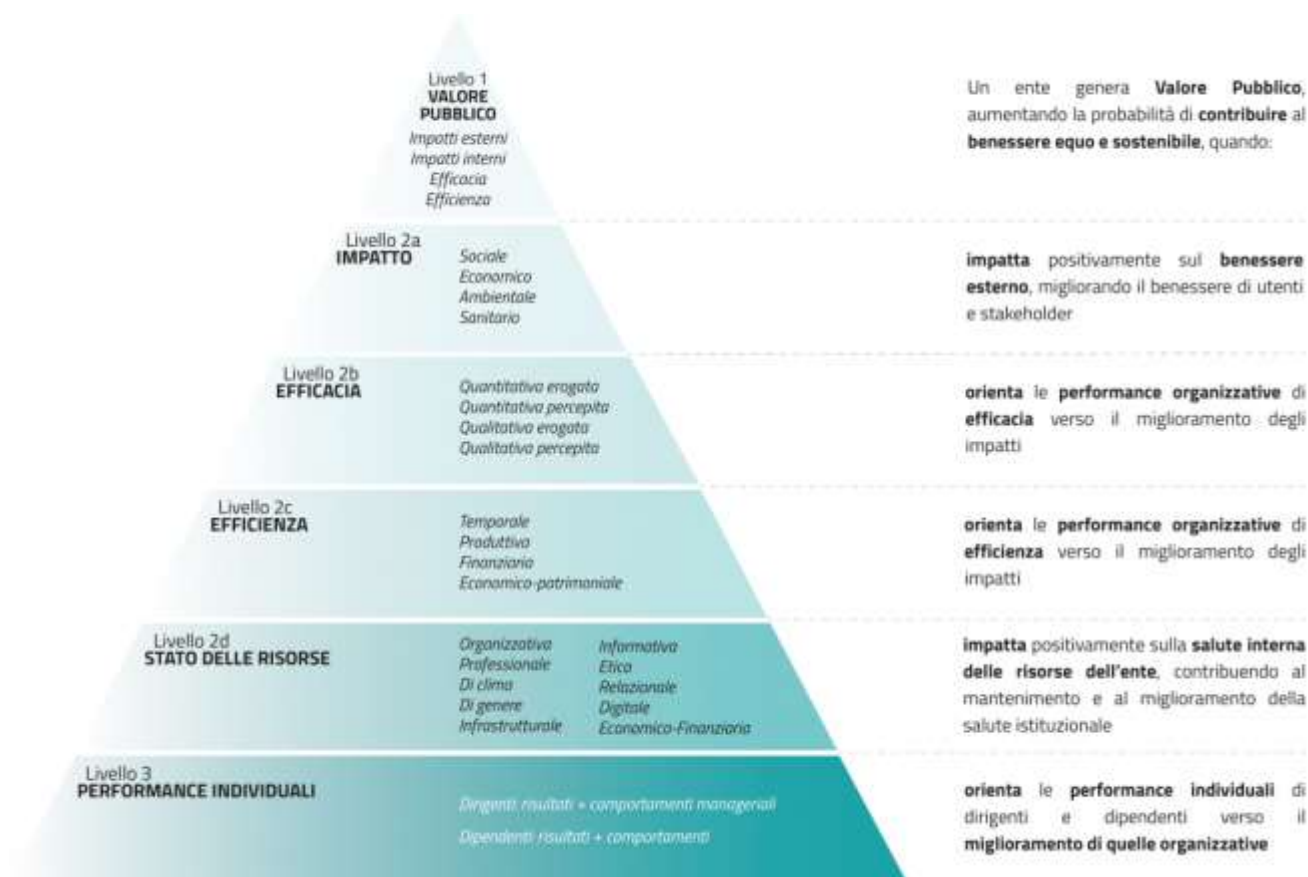 Livello 1
VALORE
PUBBLICO
Impatti esterni
Impatti interni
Efficacia
Efficienza
Un ente genera Valore Pubblico,
aumentando la probabilità di contribuire al
benessere equo e sostenibile, quando:
Livello 2a
IMPATTO
Sociale
Economico
Ambientale
Sanitario
impatta positivamente sul benessere
esterno, migliorando il benessere di utenti
e stakeholder
Livello 2b
EFFICACIA
Quantitativa erogata
Quantitativa percepita
Qualitativa erogata
Qualitativa percepita
orienta le performance organizzative di
efficacia verso il miglioramento degli
impatti
Livello 2c
EFFICIENZA
Temporale
Produttiva
Finanziaria
Economico-patrimoniale
orienta le performance organizzative di
efficienza verso il miglioramento degli
impatti
Livello 2d
STATO DELLE RISORSE
Organizzativa
Professionale
Di clima
Di genere
Infrastrutturale
Informativa
Etica
Relazionale
Digitale
Economico-Finanziaria
impatta positivamente sulla salute interna
delle risorse dell'ente, contribuendo al
mantenimento e al miglioramento della
salute istituzionale
Livello 3
PERFORMANCE INDIVIDUALI
Dirigenti: risultati + comportamenti manageriali
Dipendenti: risultati + comportamenti
orienta le performance individuali di
dirigenti e dipendenti verso il
miglioramento di quelle organizzative